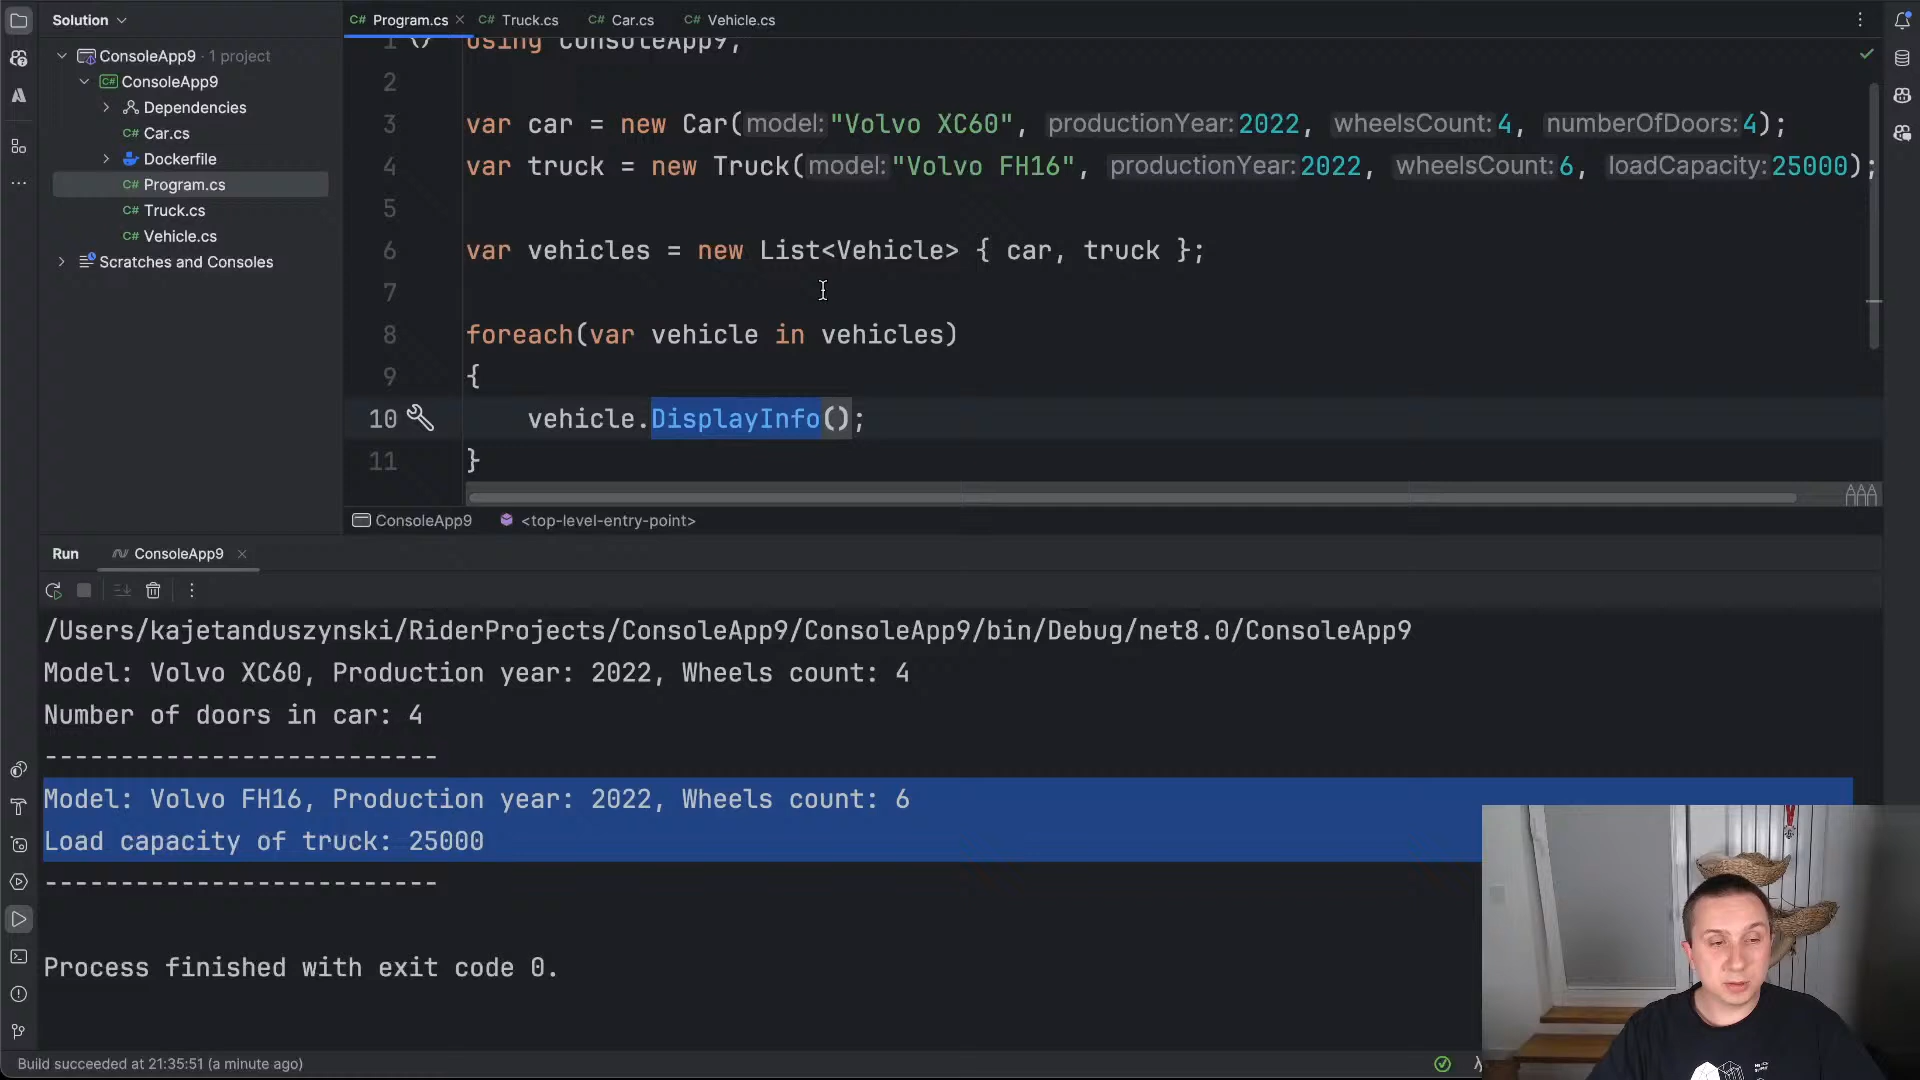 Solution
C# Program.cs
C# Truck.cs
C# Car.cs
C# Vehicle.cs
ConsoleApp9 · 1 project
C# ConsoleApp9
Dependencies
C# Car.cs
Dockerfile
C# Program.cs
C# Truck.cs
C# Vehicle.cs
Scratches and Consoles
1 using ConsoleApp9;
2
3 var car = new Car(model:"Volvo XC60", productionYear:2022, wheelsCount:4, numberOfDoors:4);
4 var truck = new Truck(model:"Volvo FH16", productionYear:2022, wheelsCount:6, loadCapacity:25000);
5
6 var vehicles = new List<Vehicle> { car, truck };
7
8 foreach(var vehicle in vehicles)
9 {
10 vehicle.DisplayInfo();
11 }
ConsoleApp9 <top-level-entry-point>
Run ConsoleApp9
/Users/kajetanduszynski/RiderProjects/ConsoleApp9/ConsoleApp9/bin/Debug/net8.0/ConsoleApp9
Model: Volvo XC60, Production year: 2022, Wheels count: 4
Number of doors in car: 4
--------------------------
Model: Volvo FH16, Production year: 2022, Wheels count: 6
Load capacity of truck: 25000
--------------------------
Process finished with exit code 0.
Build succeeded at 21:35:51 (a minute ago)